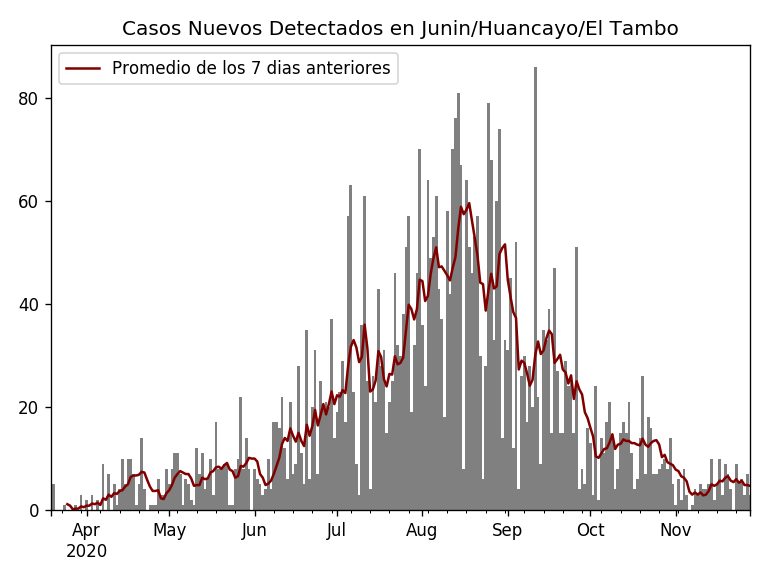 Casos Nuevos Detectados en Junin/Huancayo/El Tambo
Promedio de los 7 dias anteriores
80
60
40
20
0
Apr May Jun Jul Aug Sep Oct Nov
2020